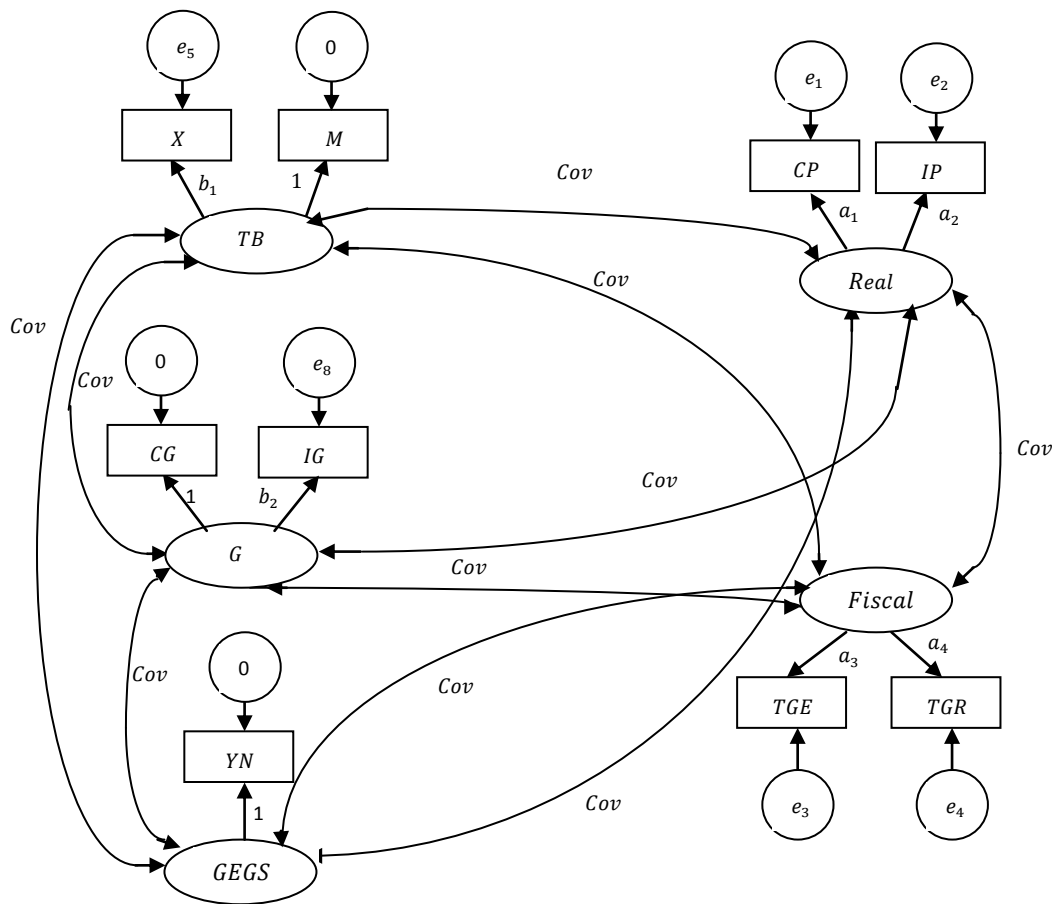 e₅
0
X
M
b₁
1
TB
e₁
e₂
CP
IP
a₁
a₂
Real
Cov
Cov
Cov
Cov
0
e₈
CG
IG
1
b₂
G
Cov
Cov
Cov
Fiscal
a₃
a₄
TGE
TGR
e₃
e₄
Cov
0
YN
1
GEGS
Cov
Cov